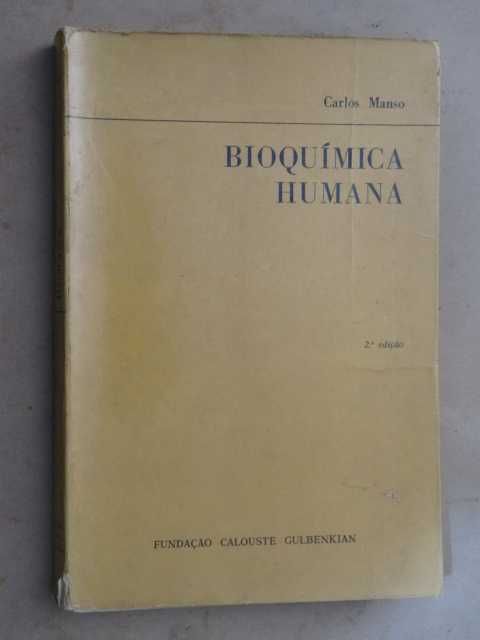 Carlos Manso
BIOQUÍMICA
HUMANA
2.ª edição
FUNDAÇÃO CALOUSTE GULBENKIAN